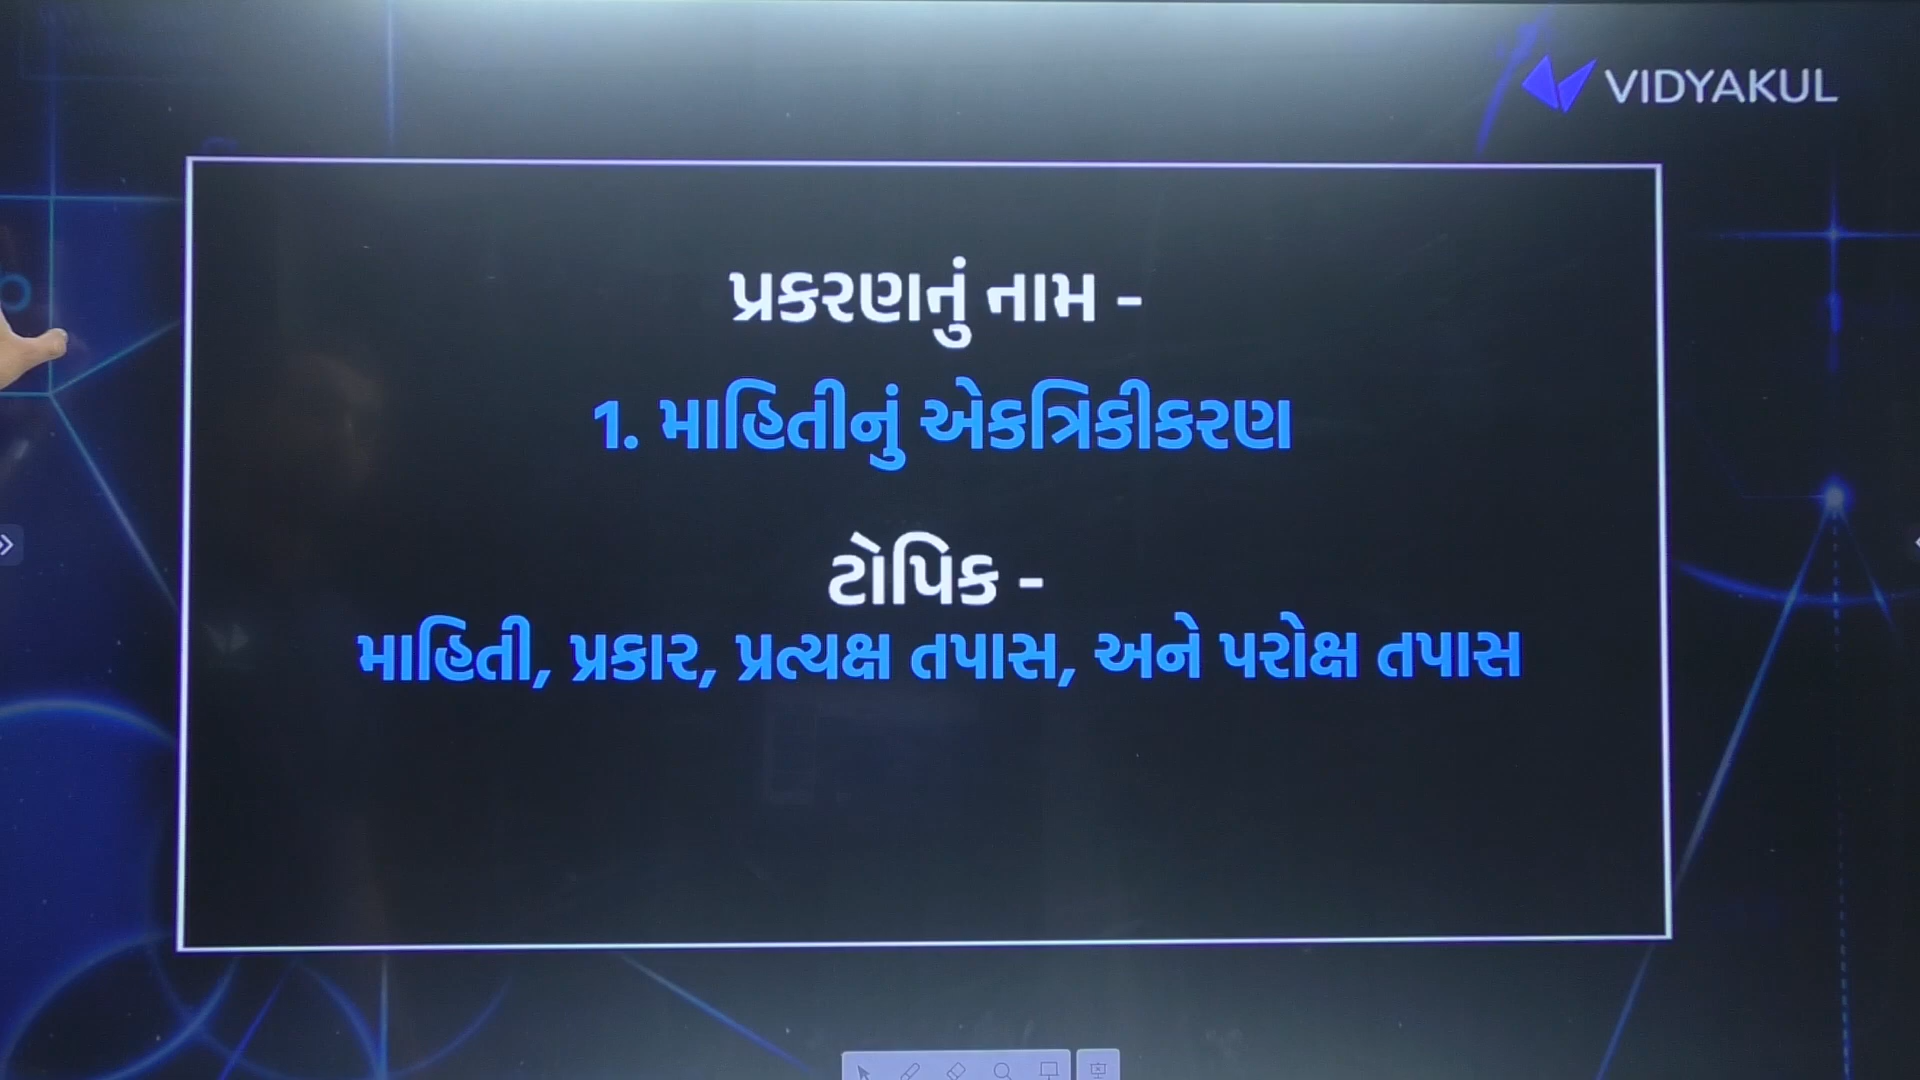 VIDYAKUL
પ્રકરણનું નામ -
1. માહિતીનું એકત્રિકીકરણ
ટોપિક -
માહિતી, પ્રકાર, પ્રત્યક્ષ તપાસ, અને પરોક્ષ તપાસ